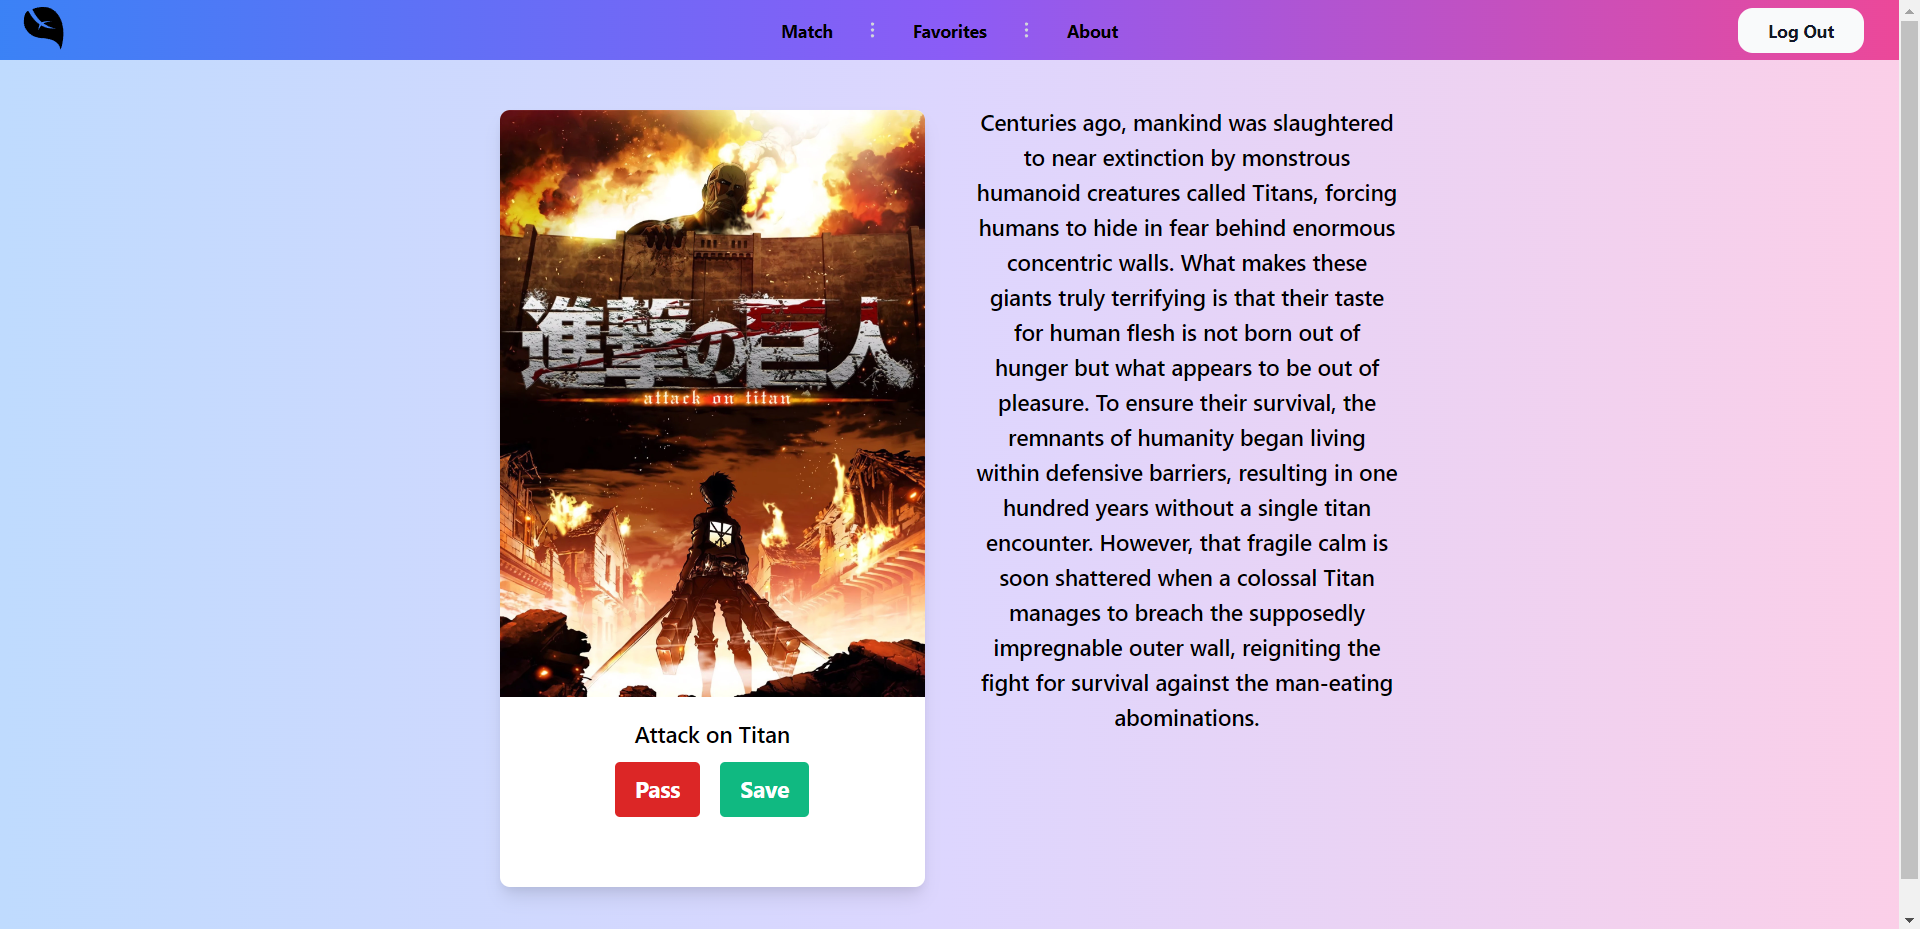 Match
Favorites
About
Log Out
進撃の巨人
attack on titan
Attack on Titan
Pass
Save
Centuries ago, mankind was slaughtered
to near extinction by monstrous
humanoid creatures called Titans, forcing
humans to hide in fear behind enormous
concentric walls. What makes these
giants truly terrifying is that their taste
for human flesh is not born out of
hunger but what appears to be out of
pleasure. To ensure their survival, the
remnants of humanity began living
within defensive barriers, resulting in one
hundred years without a single titan
encounter. However, that fragile calm is
soon shattered when a colossal Titan
manages to breach the supposedly
impregnable outer wall, reigniting the
fight for survival against the man-eating
abominations.